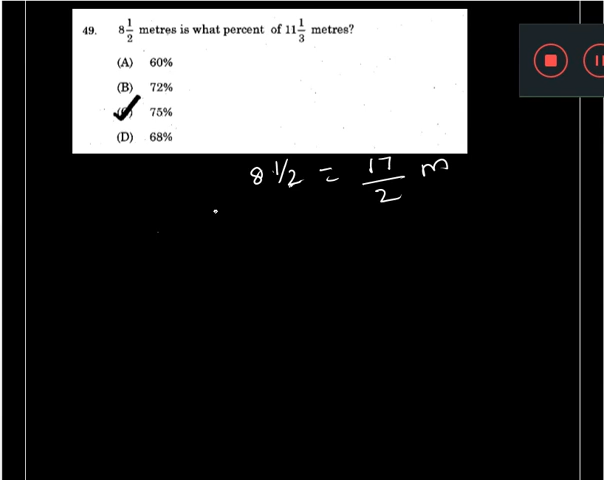 49. 8 1/2 metres is what percent of 11 1/3 metres?
(A) 60%
(B) 72%
(C) 75%
(D) 68%
8 1/2 = 17/2 m